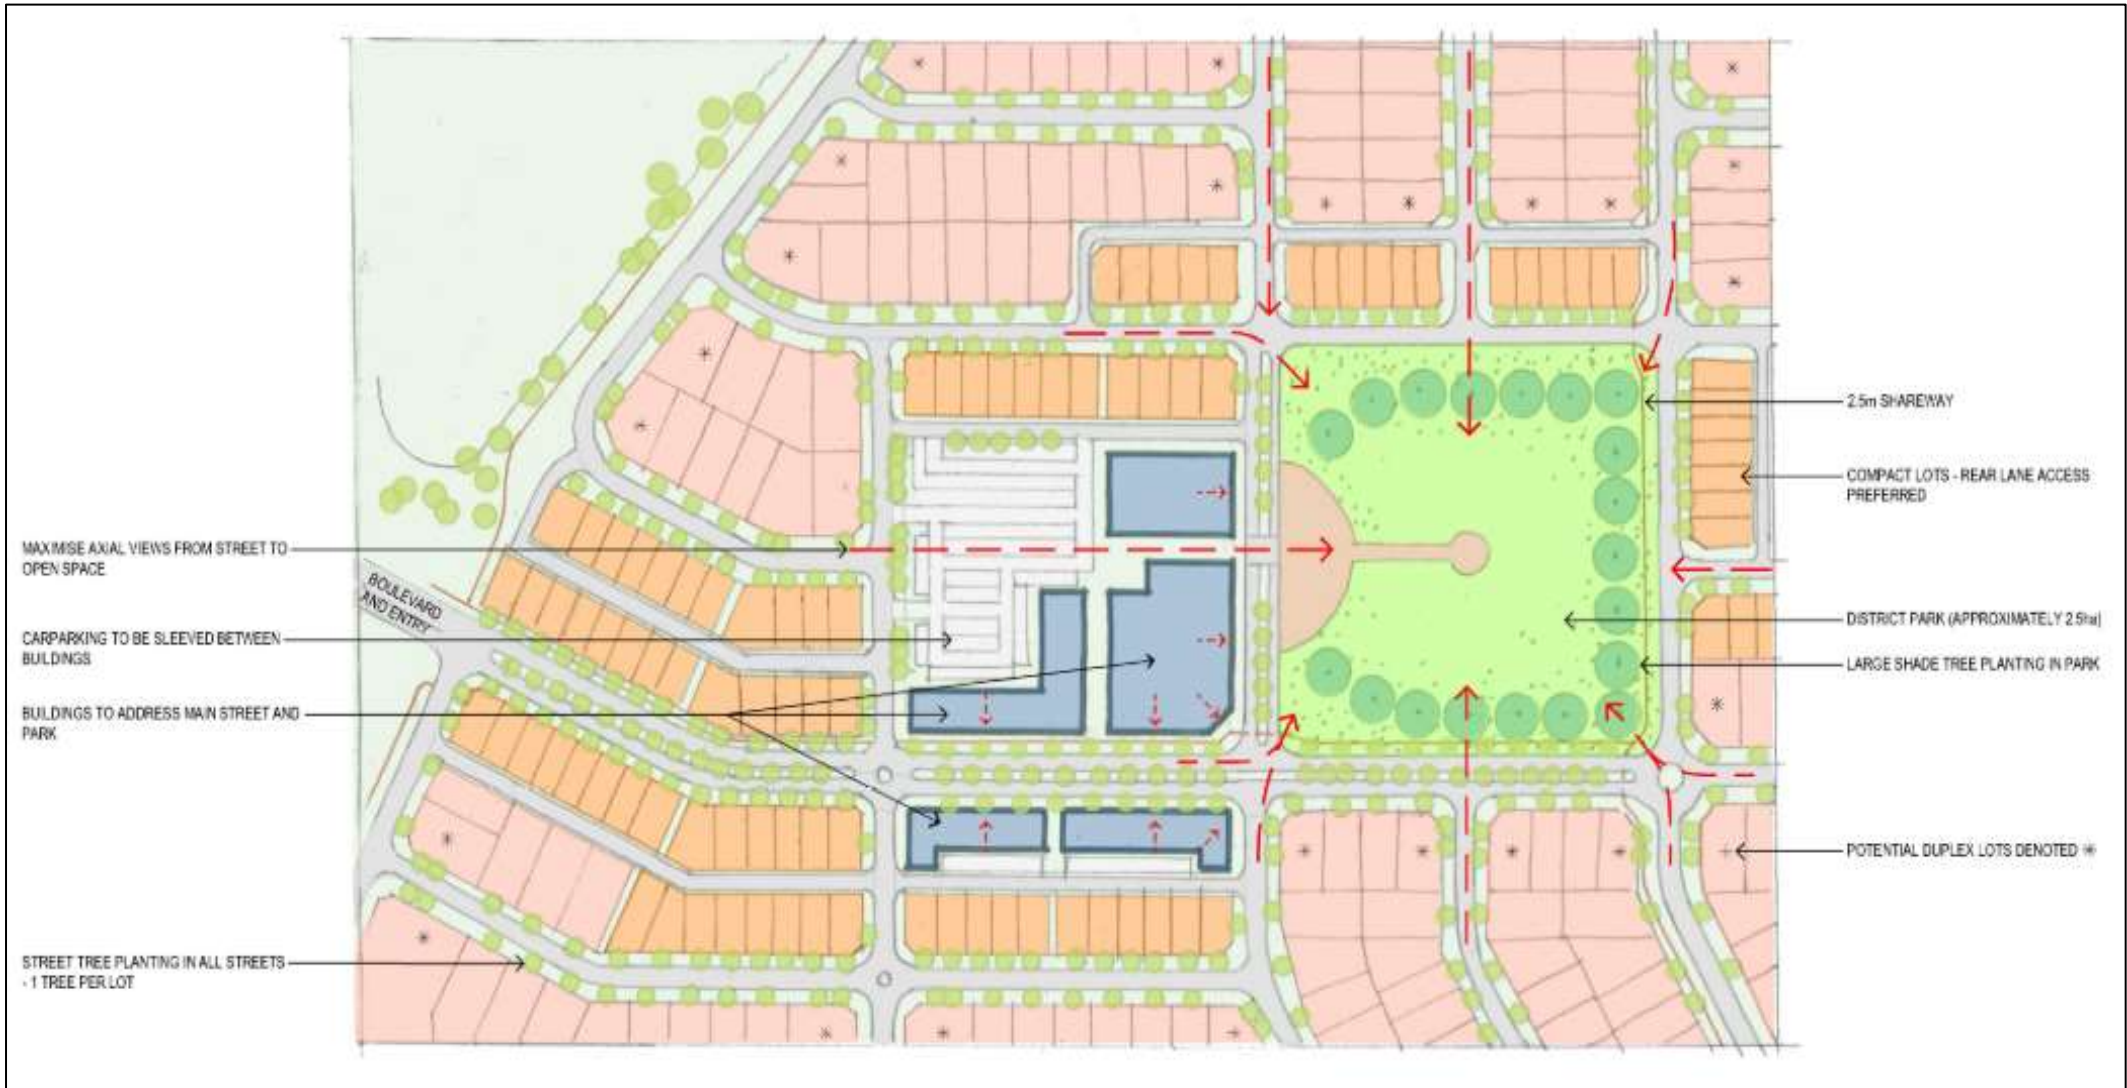 MAXIMISE AXIAL VIEWS FROM STREET TO
OPEN SPACE
BOULEVARD
AND ENTRY
CARPARKING TO BE SLEEVED BETWEEN
BUILDINGS
BUILDINGS TO ADDRESS MAIN STREET AND
PARK
STREET TREE PLANTING IN ALL STREETS
- 1 TREE PER LOT
2.5m SHAREWAY
COMPACT LOTS - REAR LANE ACCESS
PREFERRED
DISTRICT PARK (APPROXIMATELY 2.5ha)
LARGE SHADE TREE PLANTING IN PARK
POTENTIAL DUPLEX LOTS DENOTED *